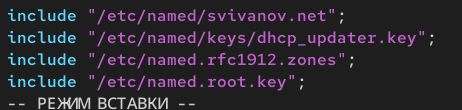 include "/etc/named/svivanov.net";
include "/etc/named/keys/dhcp_updater.key";
include "/etc/named.rfc1912.zones";
include "/etc/named.root.key";
-- РЕЖИМ ВСТАВКИ --